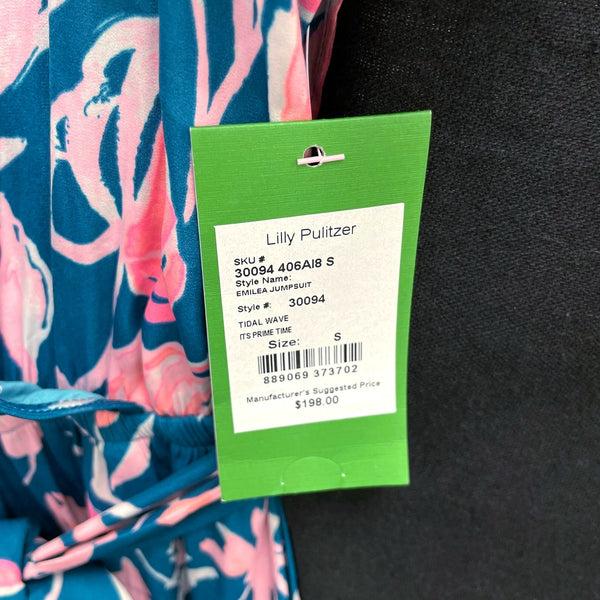 Lilly Pulitzer
SKU #
30094 406AI8 S
Style Name:
EMILEA JUMPSUIT
Style #: 30094
TIDAL WAVE
ITS PRIME TIME
Size: S
889069 373702
Manufacturer's Suggested Price
$198.00